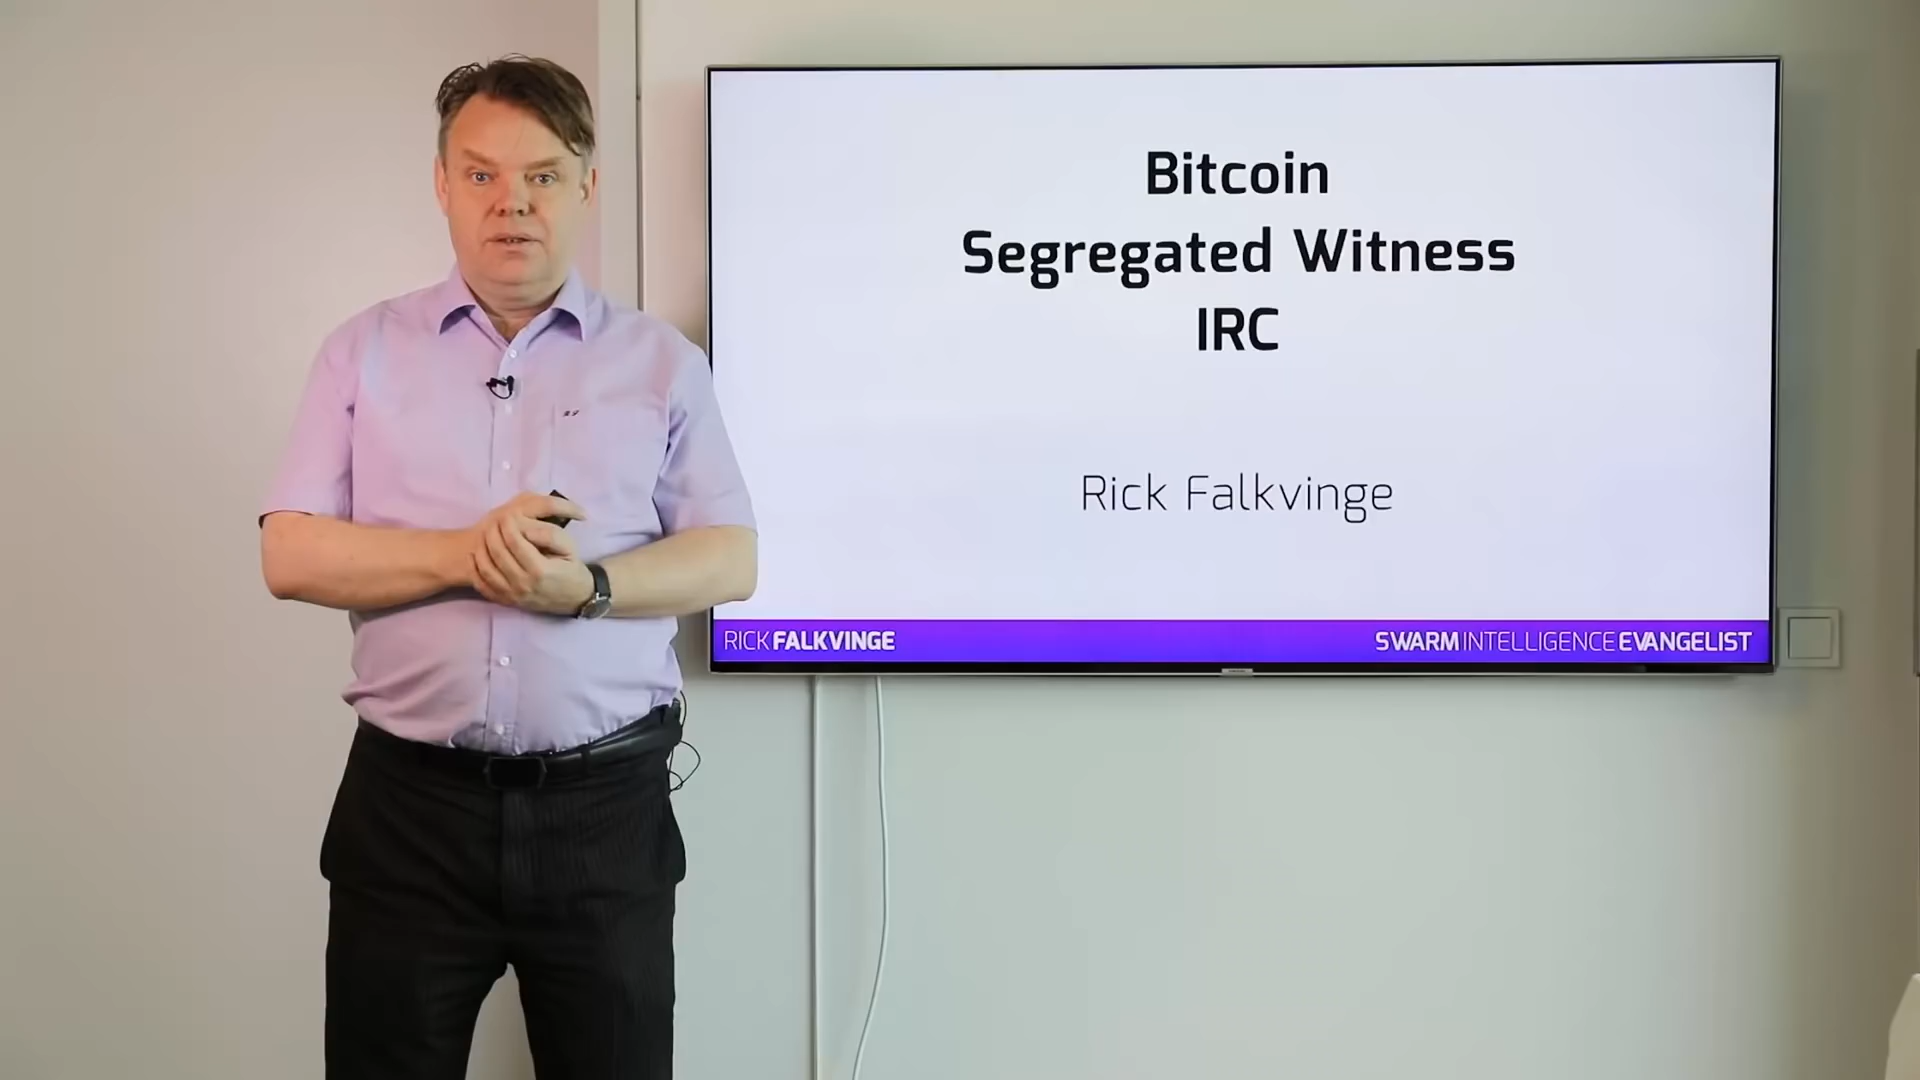 Bitcoin
Segregated Witness
IRC
Rick Falkvinge
RICKFALKVINGE
SWARMINTELLIGENCEEVANGELIST